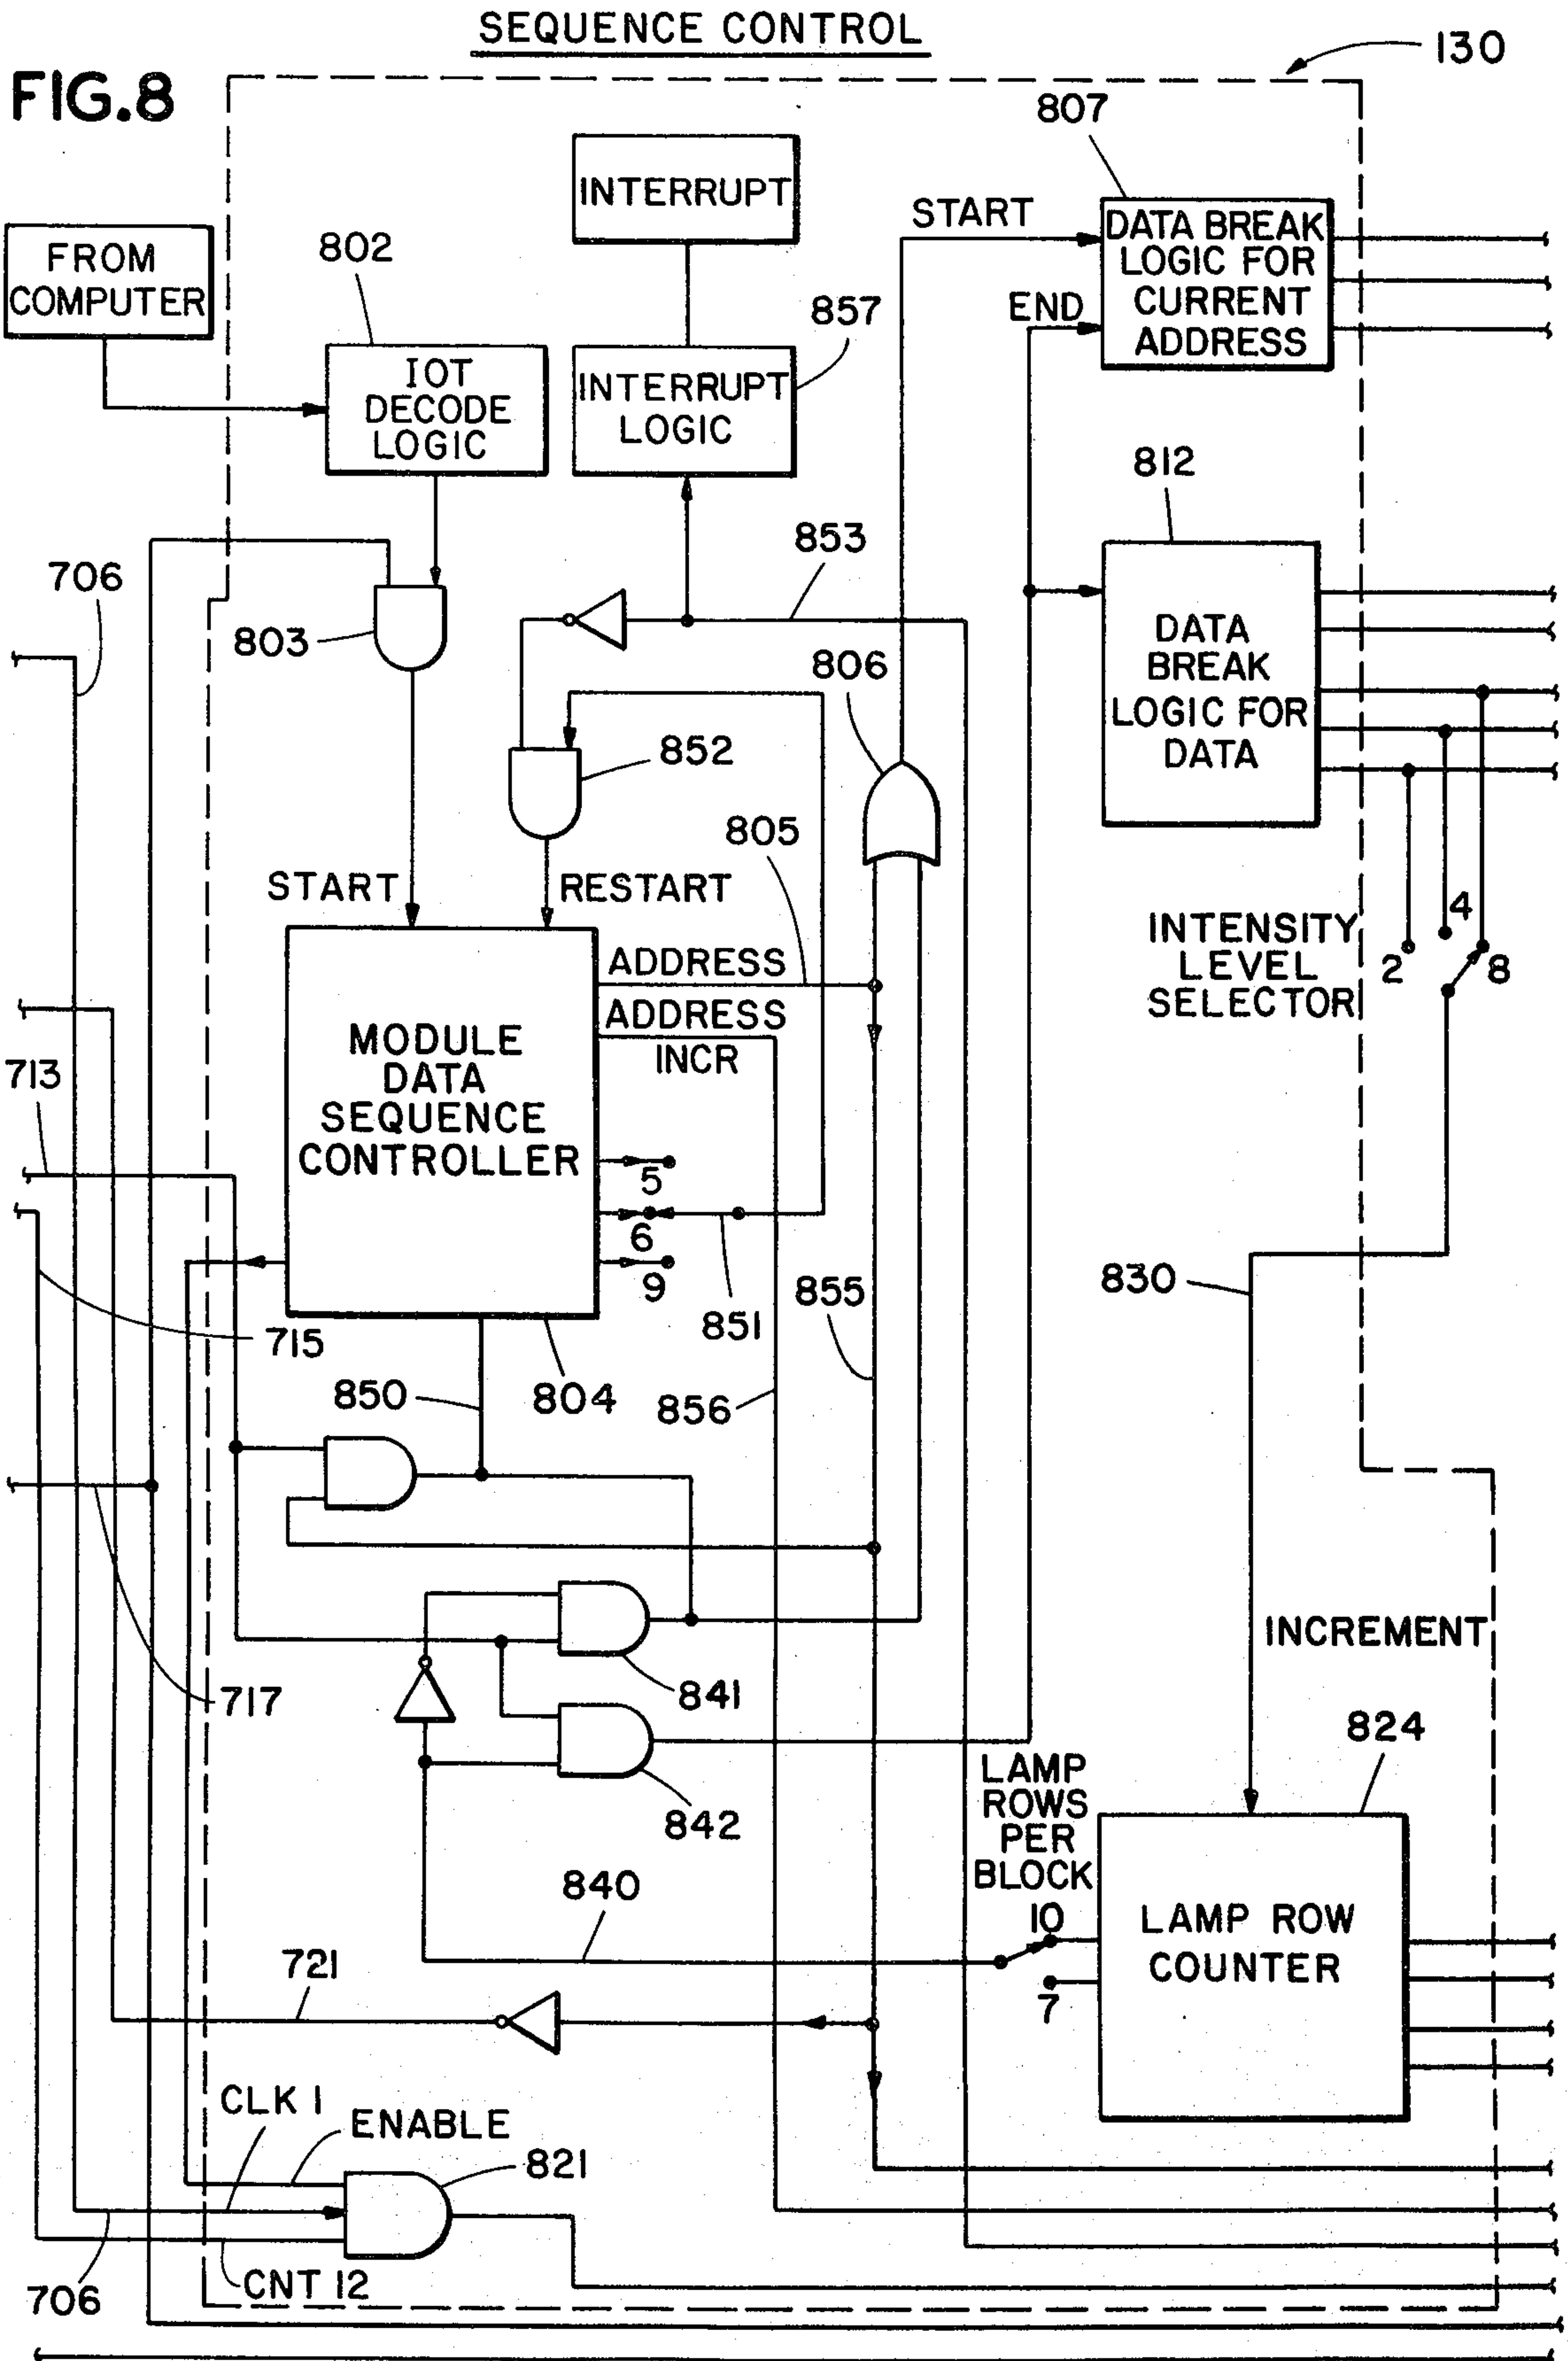 SEQUENCE CONTROL
FIG.8
130
807
INTERRUPT
START
DATA BREAK
LOGIC FOR
CURRENT
ADDRESS
FROM
COMPUTER
802
857
END
IOT
DECODE
LOGIC
INTERRUPT
LOGIC
812
853
706
803
806
DATA
BREAK
LOGIC FOR
DATA
852
805
START
RESTART
ADDRESS
ADDRESS
INCR
INTENSITY
LEVEL
SELECTOR
2
4
8
MODULE
DATA
SEQUENCE
CONTROLLER
713
5
6
9
851
855
830
715
850
804
856
717
841
INCREMENT
842
824
LAMP
ROWS
PER
BLOCK
10
7
LAMP ROW
COUNTER
840
721
CLK 1
ENABLE
821
706
CNT 12